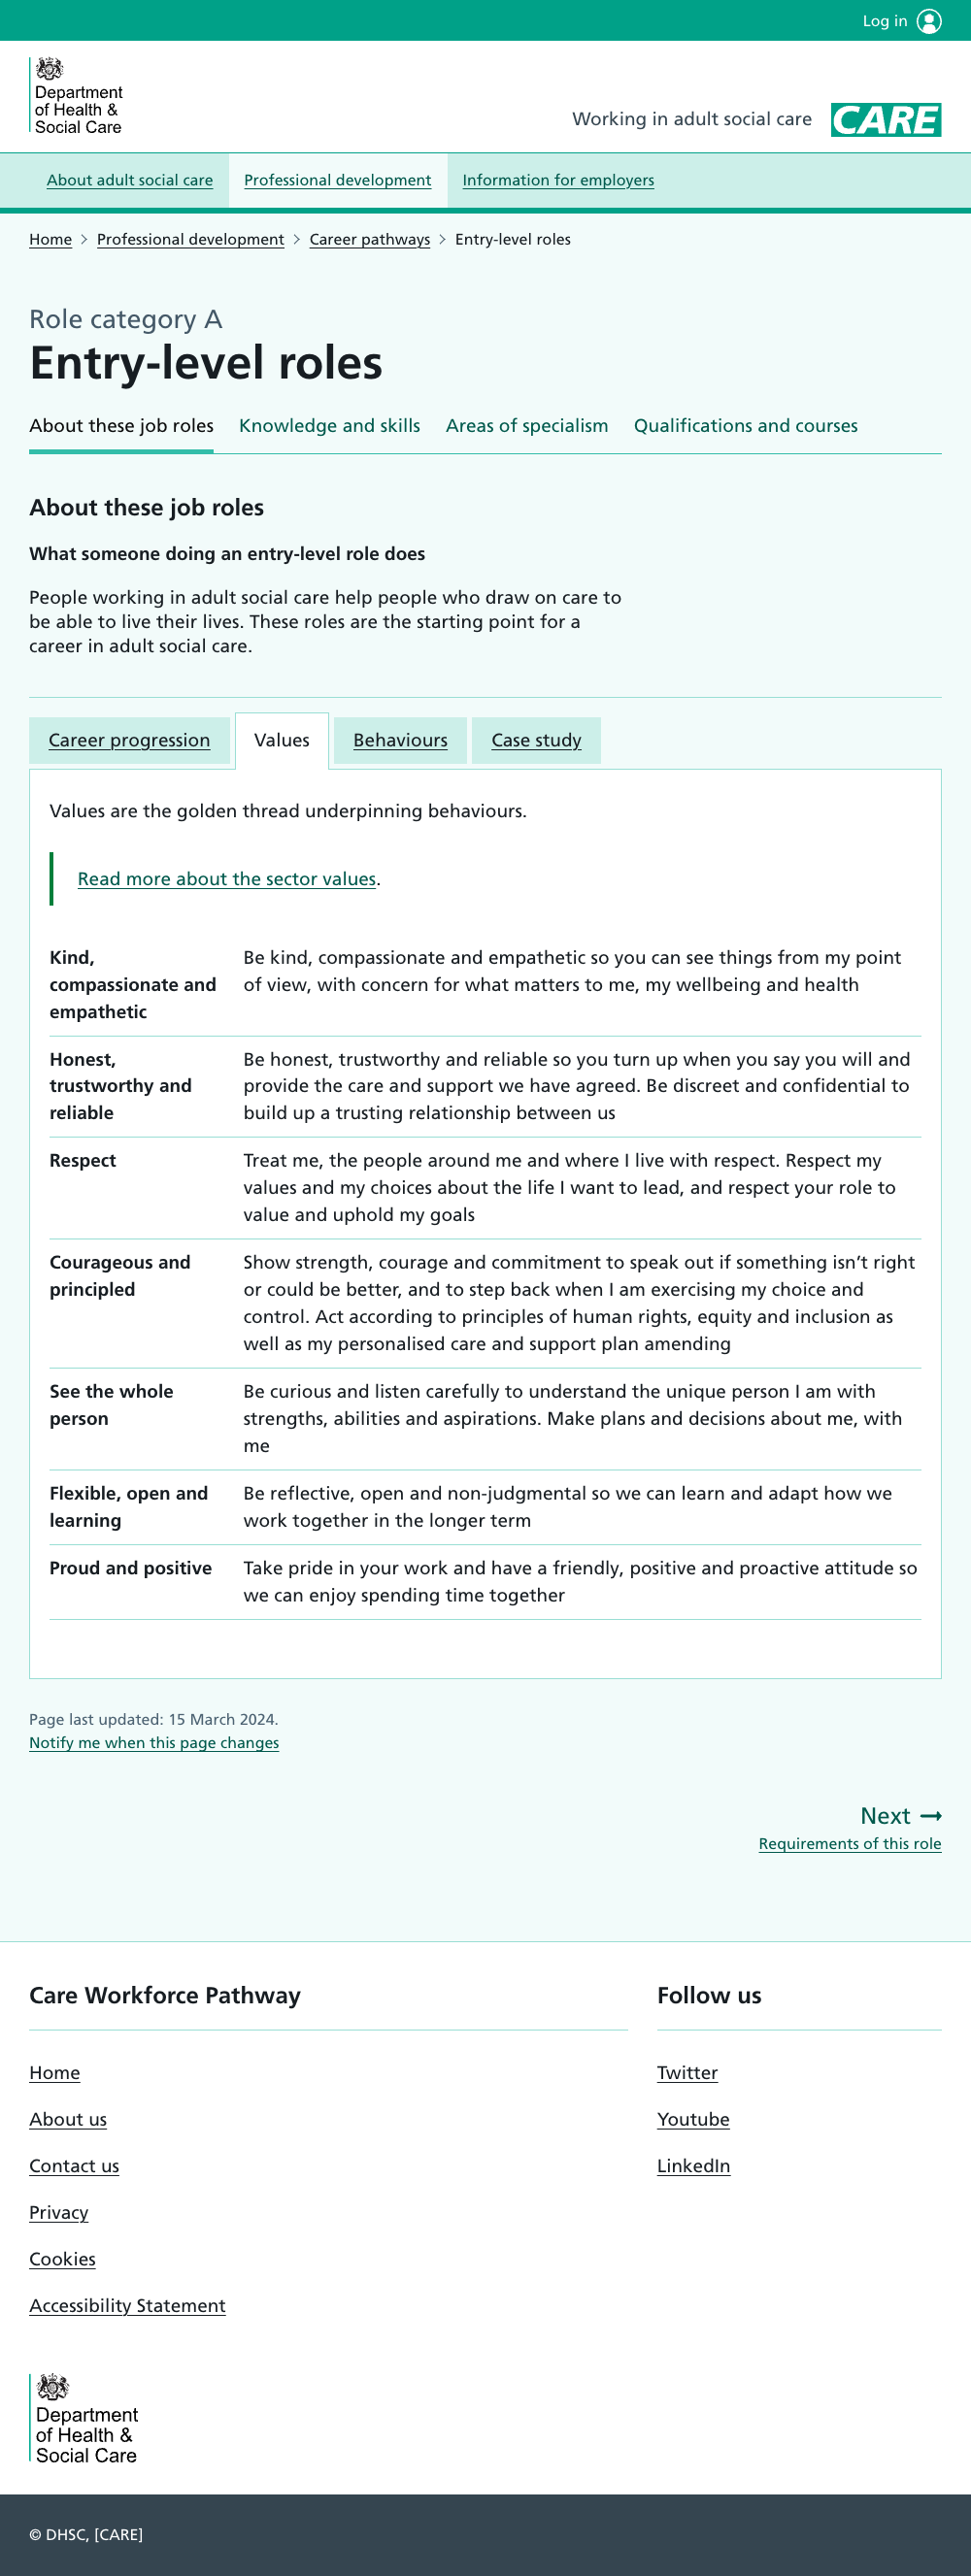 Log in
Department
of Health &
Social Care
Working in adult social care
CARE
About adult social care
Professional development
Information for employers
Home
Professional development
Career pathways
Entry-level roles
Role category A
Entry-level roles
About these job roles
Knowledge and skills
Areas of specialism
Qualifications and courses
About these job roles
What someone doing an entry-level role does
People working in adult social care help people who draw on care to
be able to live their lives. These roles are the starting point for a
career in adult social care.
Career progression
Values
Behaviours
Case study
Values are the golden thread underpinning behaviours.
Read more about the sector values.
Kind,
compassionate and
empathetic
Be kind, compassionate and empathetic so you can see things from my point
of view, with concern for what matters to me, my wellbeing and health
Honest,
trustworthy and
reliable
Be honest, trustworthy and reliable so you turn up when you say you will and
provide the care and support we have agreed. Be discreet and confidential to
build up a trusting relationship between us
Respect
Treat me, the people around me and where I live with respect. Respect my
values and my choices about the life I want to lead, and respect your role to
value and uphold my goals
Courageous and
principled
Show strength, courage and commitment to speak out if something isn’t right
or could be better, and to step back when I am exercising my choice and
control. Act according to principles of human rights, equity and inclusion as
well as my personalised care and support plan amending
See the whole
person
Be curious and listen carefully to understand the unique person I am with
strengths, abilities and aspirations. Make plans and decisions about me, with
me
Flexible, open and
learning
Be reflective, open and non-judgmental so we can learn and adapt how we
work together in the longer term
Proud and positive
Take pride in your work and have a friendly, positive and proactive attitude so
we can enjoy spending time together
Page last updated: 15 March 2024.
Notify me when this page changes
Next
Requirements of this role
Care Workforce Pathway
Home
About us
Contact us
Privacy
Cookies
Accessibility Statement
Follow us
Twitter
Youtube
LinkedIn
Department
of Health &
Social Care
© DHSC, [CARE]